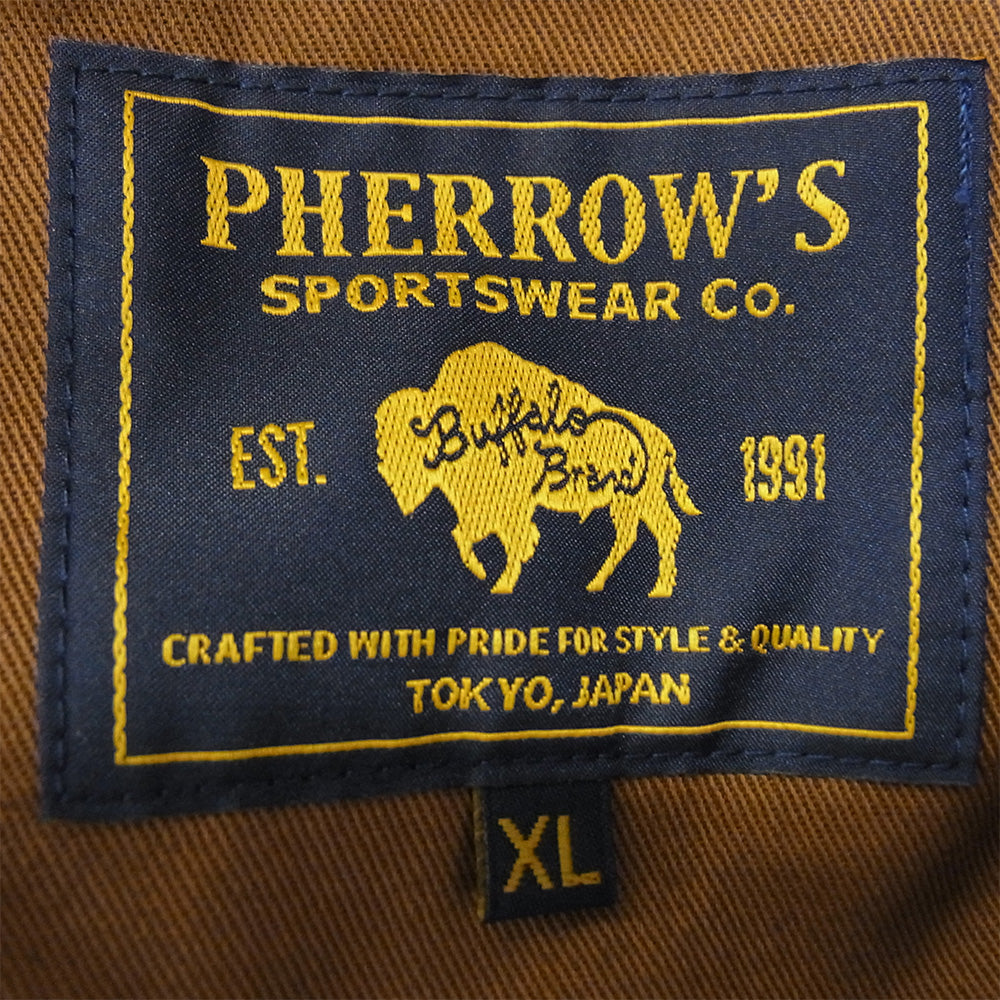 PHERROW'S
SPORTSWEAR CO.
Buffalo
Brand
EST. 1991
CRAFTED WITH PRIDE FOR STYLE & QUALITY
TOKYO, JAPAN
XL